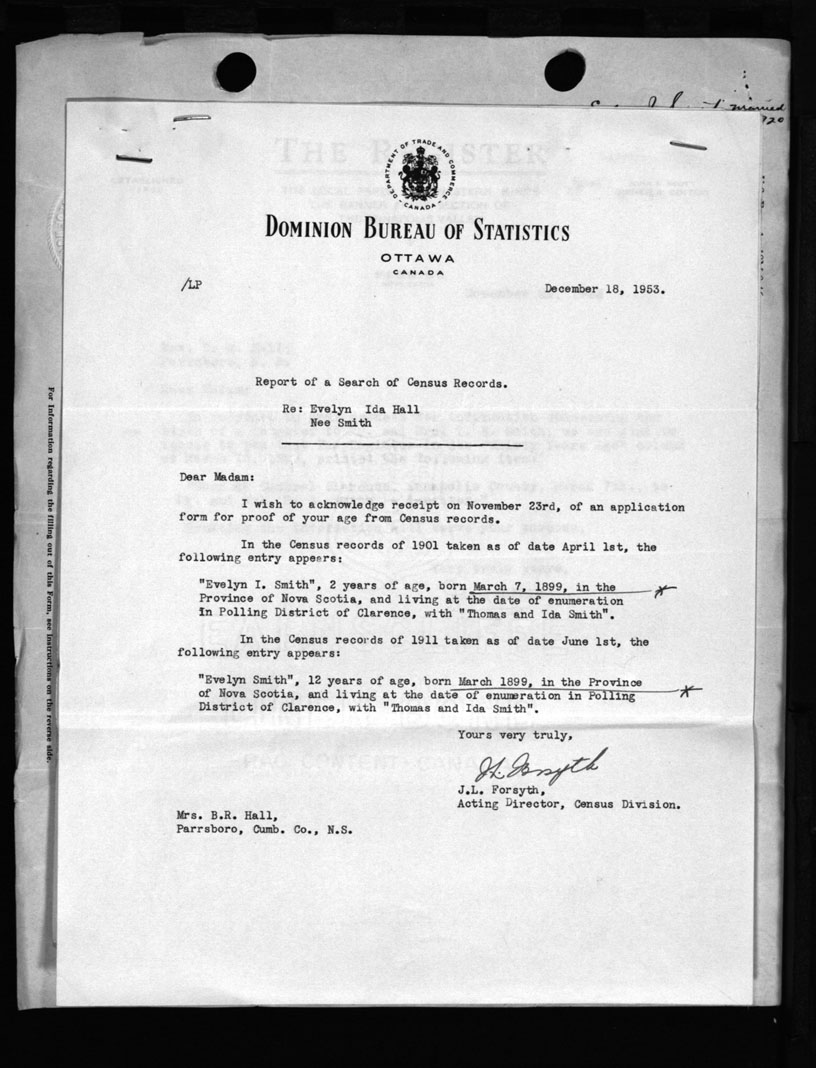 married
120
DEPARTMENT OF TRADE AND COMMERCE
CANADA
DOMINION BUREAU OF STATISTICS
OTTAWA
CANADA
/LP
December 18, 1953.
Report of a Search of Census Records.
Re: Evelyn Ida Hall
Nee Smith
Dear Madam:
I wish to acknowledge receipt on November 23rd, of an application
form for proof of your age from Census records.
In the Census records of 1901 taken as of date April 1st, the
following entry appears:
"Evelyn I. Smith", 2 years of age, born March 7, 1899, in the
Province of Nova Scotia, and living at the date of enumeration
in Polling District of Clarence, with "Thomas and Ida Smith".
In the Census records of 1911 taken as of date June 1st, the
following entry appears:
"Evelyn Smith", 12 years of age, born March 1899, in the Province
of Nova Scotia, and living at the date of enumeration in Polling
District of Clarence, with "Thomas and Ida Smith".
Yours very truly,
J.L. Forsyth
J.L. Forsyth,
Acting Director, Census Division.
Mrs. B.R. Hall,
Parrsboro, Cumb. Co., N.S.
For Information regarding the filling out of this Form, see Instructions on the reverse side.
THE REGISTER